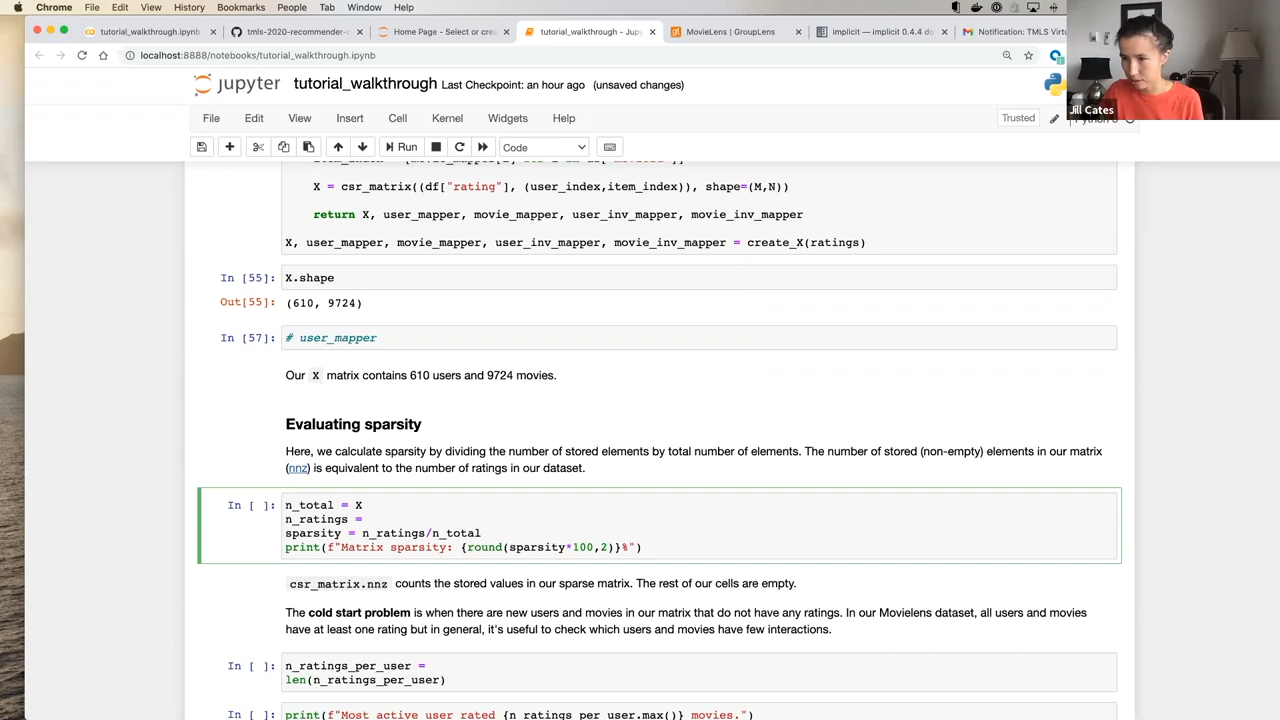 Chrome File Edit View History Bookmarks People Tab Window Help
tutorial_walkthrough.ipynb
tmls-2020-recommender-
Home Page - Select or cre
tutorial_walkthrough - Jup
MovieLens | GroupLens
Implicit — implicit 0.4.4 do
Notification: TMLS Virtu
localhost:8888/notebooks/tutorial_walkthrough.ipynb
Jill Cates
jupyter tutorial_walkthrough Last Checkpoint: an hour ago (unsaved changes)
File Edit View Insert Cell Kernel Widgets Help Trusted
Run Code
X = csr_matrix((df["rating"], (user_index,item_index)), shape=(M,N))
return X, user_mapper, movie_mapper, user_inv_mapper, movie_inv_mapper
X, user_mapper, movie_mapper, user_inv_mapper, movie_inv_mapper = create_X(ratings)
In [55]: X.shape
Out[55]: (610, 9724)
In [57]: # user_mapper
Our X matrix contains 610 users and 9724 movies.
Evaluating sparsity
Here, we calculate sparsity by dividing the number of stored elements by total number of elements. The number of stored (non-empty) elements in our matrix
(nnz) is equivalent to the number of ratings in our dataset.
In [ ]: n_total = X
n_ratings =
sparsity = n_ratings/n_total
print(f"Matrix sparsity: {round(sparsity*100,2)}%")
csr_matrix.nnz counts the stored values in our sparse matrix. The rest of our cells are empty.
The cold start problem is when there are new users and movies in our matrix that do not have any ratings. In our Movielens dataset, all users and movies
have at least one rating but in general, it's useful to check which users and movies have few interactions.
In [ ]: n_ratings_per_user =
len(n_ratings_per_user)
In [ ]: print(f"Most active user rated {n_ratings_per_user.max()} movies.")